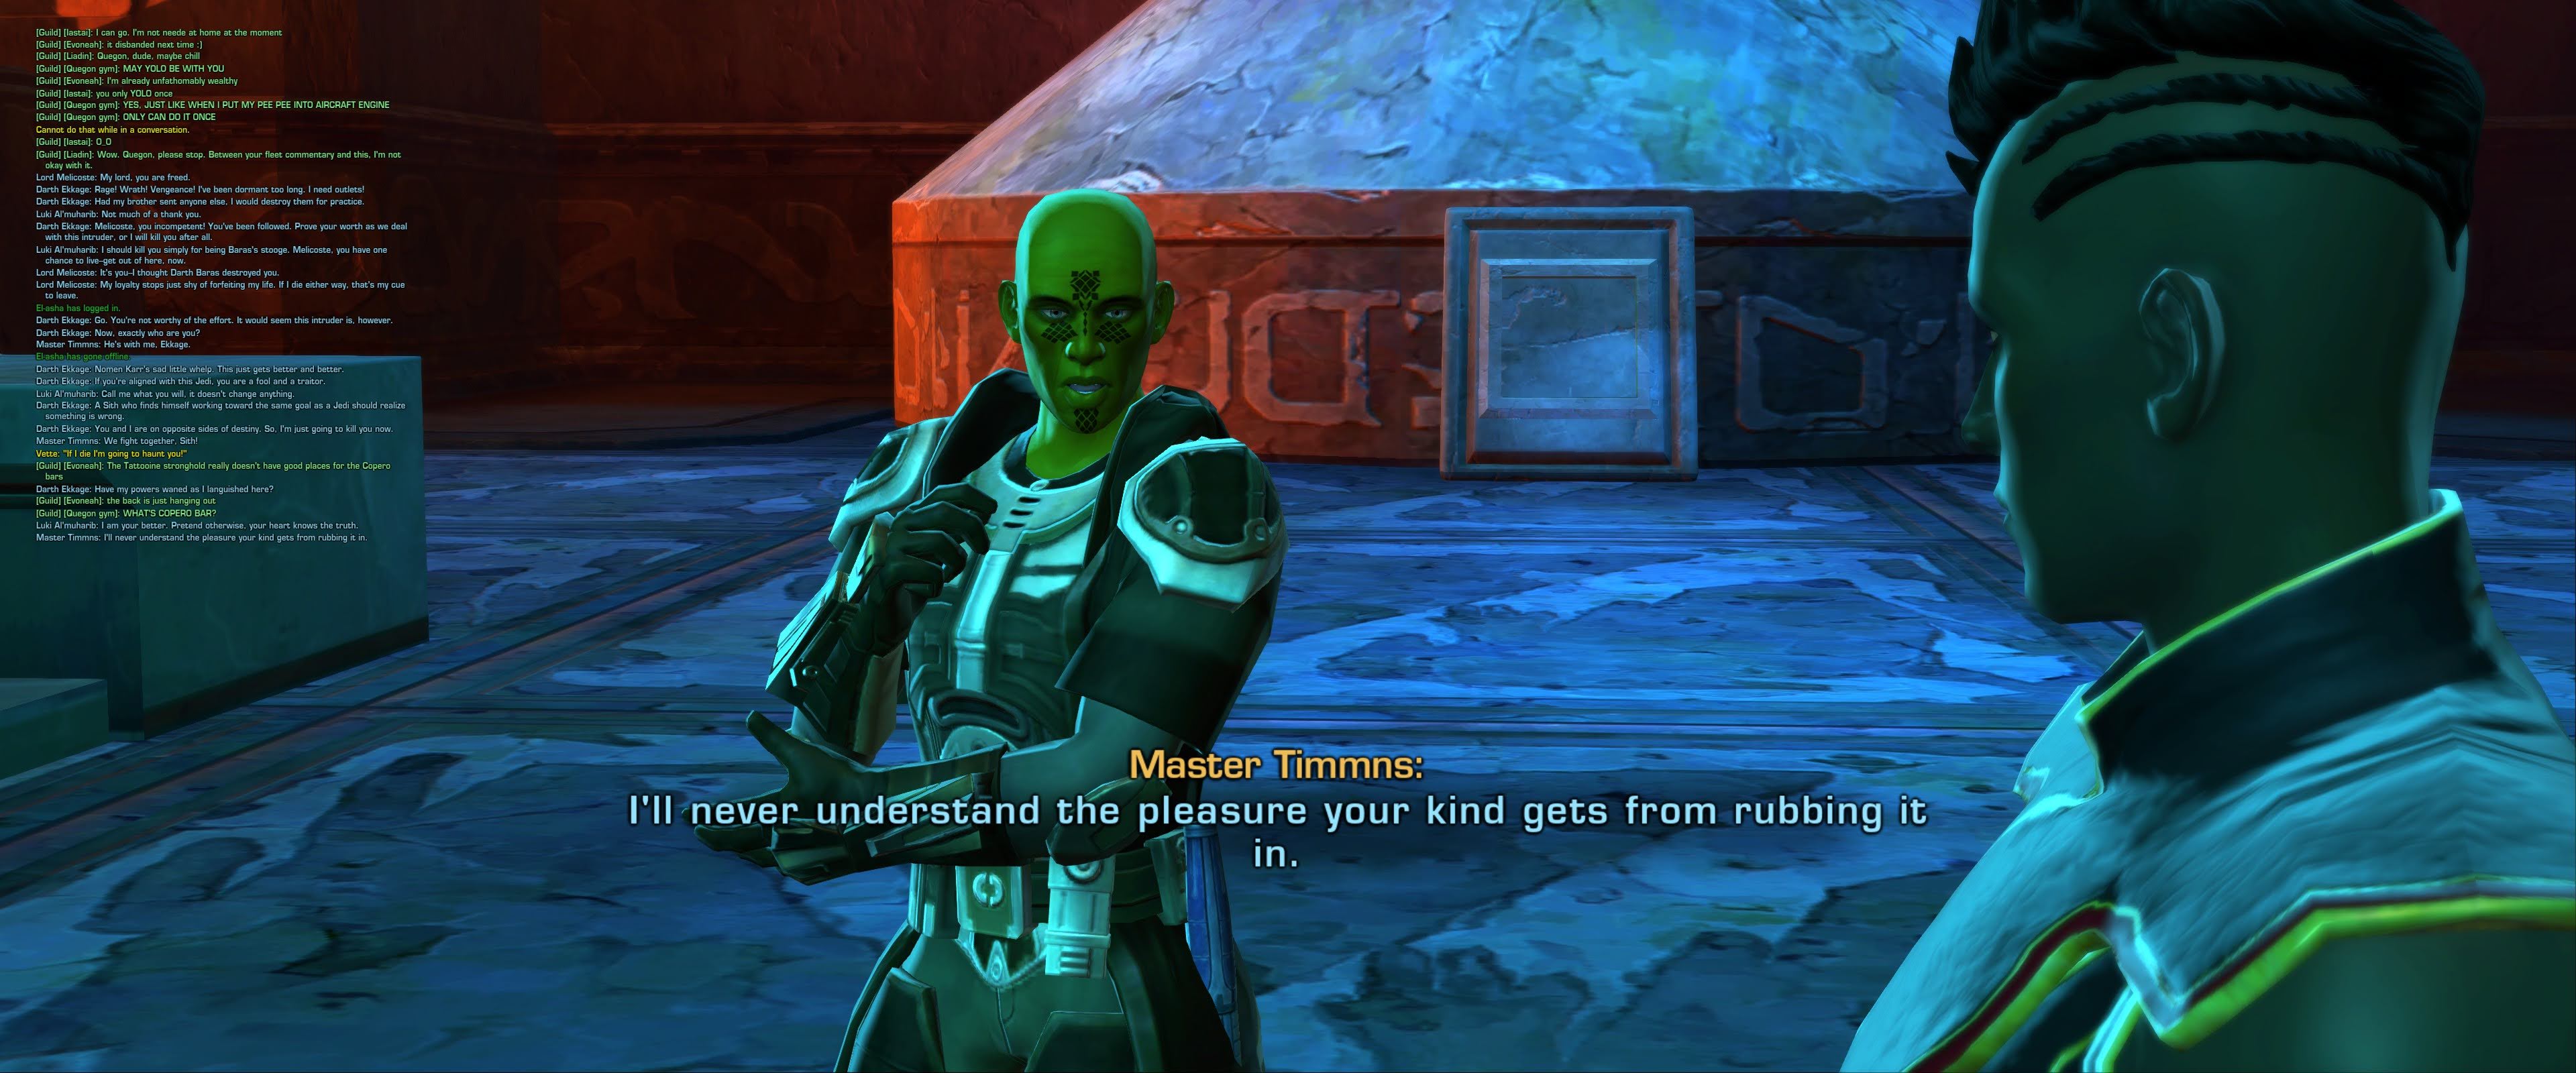 [Guild] [Iastai]: I can go. I'm not neede at home at the moment
[Guild] [Evoneah]: it disbanded next time :]
[Guild] [Liadin]: Quegon, dude, maybe chill
[Guild] [Quegon gym]: MAY YOLO BE WITH YOU
[Guild] [Evoneah]: I'm already unfathomably wealthy
[Guild] [Iastai]: you only YOLO once
[Guild] [Quegon gym]: YES, JUST LIKE WHEN I PUT MY PEE PEE INTO AIRCRAFT ENGINE
[Guild] [Quegon gym]: ONLY CAN DO IT ONCE
Cannot do that while in a conversation.
[Guild] [Iastai]: O_O
[Guild] [Liadin]: Wow. Quegon, please stop. Between your fleet commentary and this, I'm not
okay with it.
Lord Melicoste: My lord, you are freed.
Darth Ekkage: Rage! Wrath! Vengeance! I've been dormant too long. I need outlets!
Darth Ekkage: Had my brother sent anyone else, I would destroy them for practice.
Luki Al'muharib: Not much of a thank you.
Darth Ekkage: Melicoste, you incompetent! You've been followed. Prove your worth as we deal
with this intruder, or I will kill you after all.
Luki Al'muharib: I should kill you simply for being Baras's stooge. Melicoste, you have one
chance to live–get out of here, now.
Lord Melicoste: It's you–I thought Darth Baras destroyed you.
Lord Melicoste: My loyalty stops just shy of forfeiting my life. If I die either way, that's my cue
to leave.
El-asha has logged in.
Darth Ekkage: Go. You're not worthy of the effort. It would seem this intruder is, however.
Darth Ekkage: Now, exactly who are you?
Master Timmns: He's with me, Ekkage.
El-asha has gone offline.
Darth Ekkage: Nomen Karr's sad little whelp. This just gets better and better.
Darth Ekkage: If you're aligned with this Jedi, you are a fool and a traitor.
Luki Al'muharib: Call me what you will, it doesn't change anything.
Darth Ekkage: A Sith who finds himself working toward the same goal as a Jedi should realize
something is wrong.
Darth Ekkage: You and I are on opposite sides of destiny. So, I'm just going to kill you now.
Master Timmns: We fight together, Sith!
Vette: "If I die I'm going to haunt you!"
[Guild] [Evoneah]: The Tattooine stronghold really doesn't have good places for the Copero
bars
Darth Ekkage: Have my powers waned as I languished here?
[Guild] [Evoneah]: the back is just hanging out
[Guild] [Quegon gym]: WHAT'S COPERO BAR?
Luki Al'muharib: I am your better. Pretend otherwise, your heart knows the truth.
Master Timmns: I'll never understand the pleasure your kind gets from rubbing it in.
Master Timmns:
I'll never understand the pleasure your kind gets from rubbing it
in.